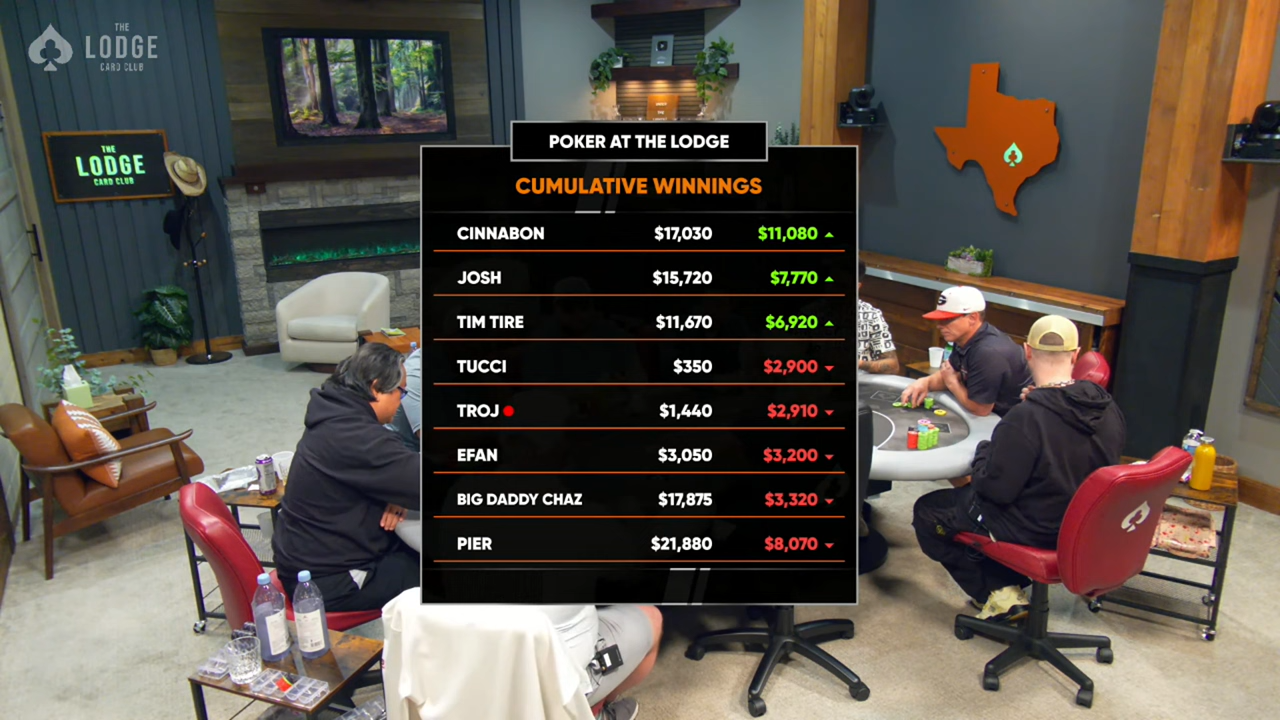 THE
LODGE
CARD CLUB
THE
LODGE
CARD CLUB
POKER AT THE LODGE
CUMULATIVE WINNINGS
CINNABON $17,030 $11,080
JOSH $15,720 $7,770
TIM TIRE $11,670 $6,920
TUCCI $350 $2,900
TROJ $1,440 $2,910
EFAN $3,050 $3,200
BIG DADDY CHAZ $17,875 $3,320
PIER $21,880 $8,070